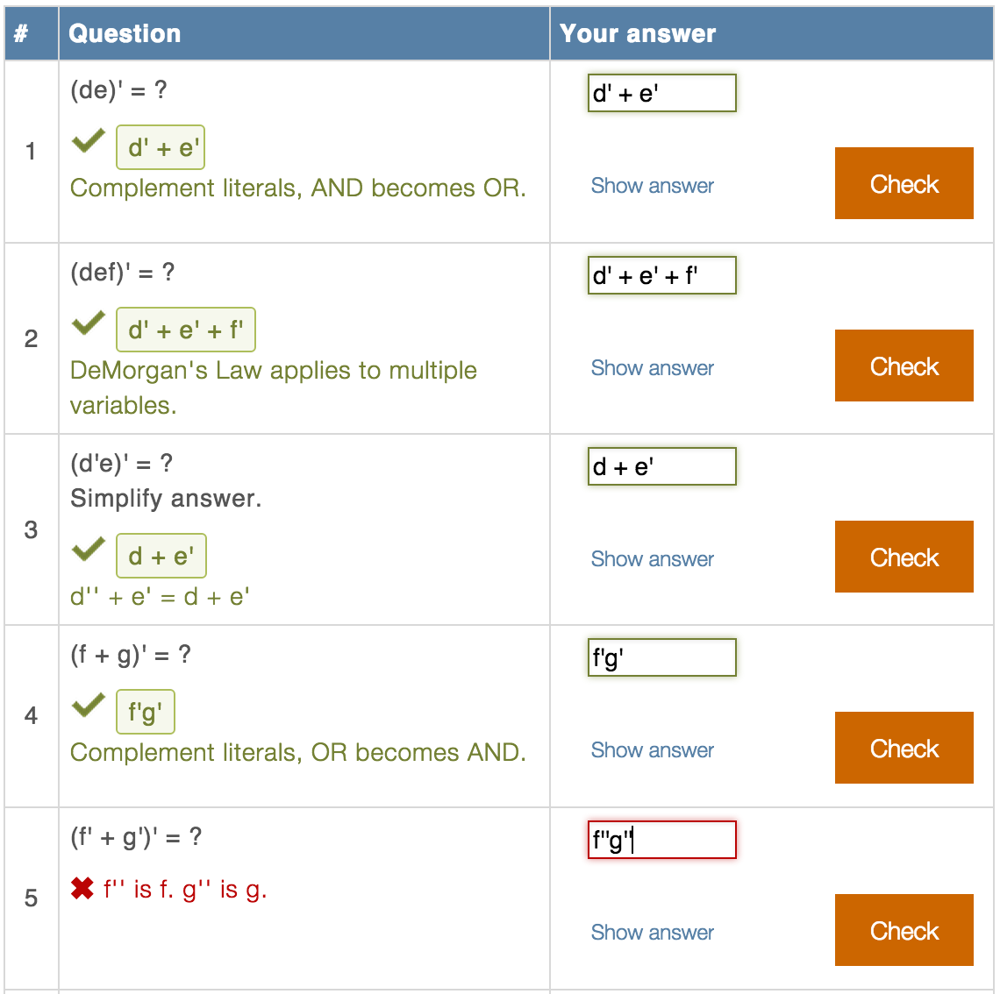 # Question Your answer
(de)' = ?
d' + e'
1
d' + e'
Complement literals, AND becomes OR.
Show answer
Check
(def)' = ?
d' + e' + f'
2
d' + e' + f'
DeMorgan's Law applies to multiple
variables.
Show answer
Check
(d'e)' = ?
Simplify answer.
d + e'
3
d + e'
d'' + e' = d + e'
Show answer
Check
(f + g)' = ?
f'g'
4
f'g'
Complement literals, OR becomes AND.
Show answer
Check
(f' + g')' = ?
f''g''
5
f'' is f. g'' is g.
Show answer
Check